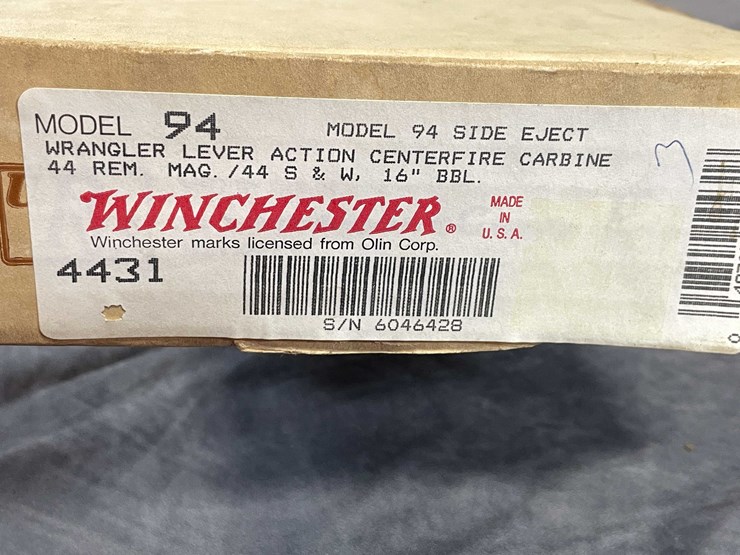 MODEL 94 MODEL 94 SIDE EJECT
WRANGLER LEVER ACTION CENTERFIRE CARBINE
44 REM. MAG. /44 S & W, 16" BBL.
WINCHESTER®
MADE
IN
U.S.A.
Winchester marks licensed from Olin Corp.
4431
S/N 6046428